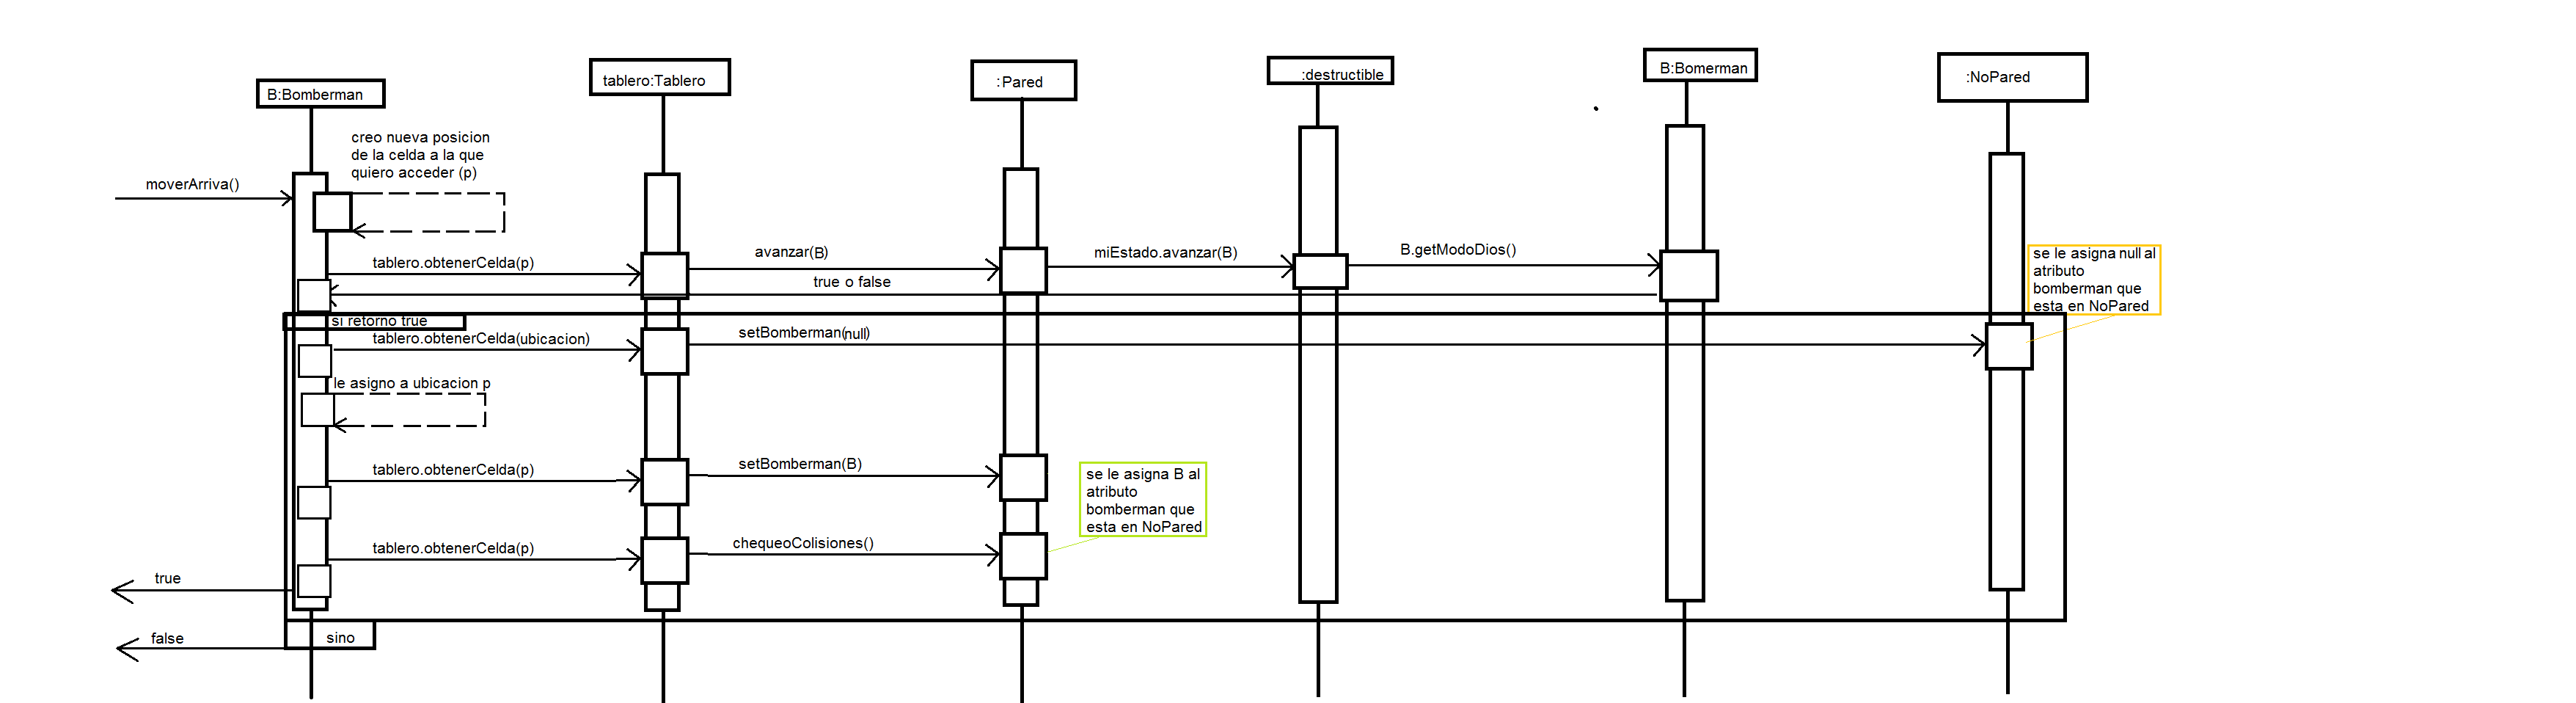 B:Bomberman
tablero:Tablero
:Pared
:destructible
B:Bomerman
:NoPared
creo nueva posicion
de la celda a la que
quiero acceder (p)
moverArriva()
tablero.obtenerCelda(p)
avanzar(B)
miEstado.avanzar(B)
B.getModoDios()
true o false
se le asigna null al
atributo
bomberman que
esta en NoPared
si retorno true
tablero.obtenerCelda(ubicacion)
setBomberman(null)
le asigno a ubicacion p
tablero.obtenerCelda(p)
setBomberman(B)
se le asigna B al
atributo
bomberman que
esta en NoPared
tablero.obtenerCelda(p)
chequeoColisiones()
true
false
sino